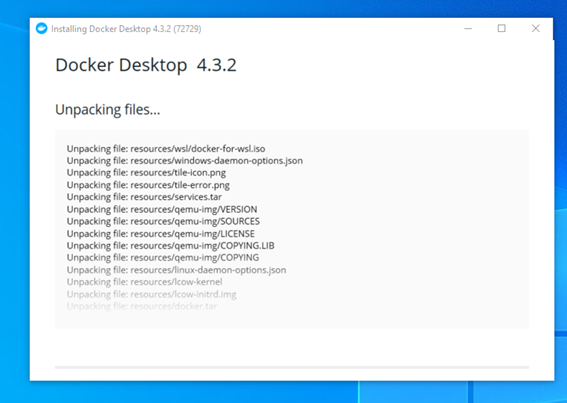 Installing Docker Desktop 4.3.2 (72729)
Docker Desktop 4.3.2
Unpacking files...
Unpacking file: resources/wsl/docker-for-wsl.iso
Unpacking file: resources/windows-daemon-options.json
Unpacking file: resources/tile-icon.png
Unpacking file: resources/tile-error.png
Unpacking file: resources/services.tar
Unpacking file: resources/qemu-img/VERSION
Unpacking file: resources/qemu-img/SOURCES
Unpacking file: resources/qemu-img/LICENSE
Unpacking file: resources/qemu-img/COPYING.LIB
Unpacking file: resources/qemu-img/COPYING
Unpacking file: resources/linux-daemon-options.json
Unpacking file: resources/lcow-kernel
Unpacking file: resources/lcow-initrd.img
Unpacking file: resources/docker.tar